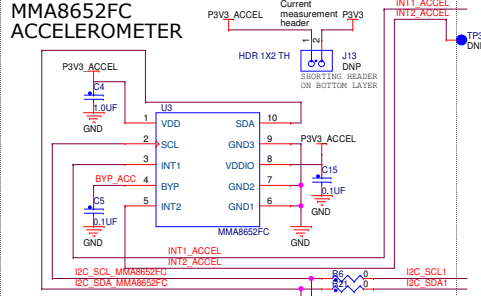 MMA8652FC
ACCELEROMETER
Current
measurement
header
P3V3_ACCEL
P3V3
INT1_ACCEL
INT2_ACCEL
1
2
HDR 1X2 TH
J13
DNP
SHORTING HEADER
ON BOTTOM LAYER
P3V3_ACCEL
C4
1.0UF
GND
U3
1 VDD SDA 10
2 SCL GND3 9
3 INT1 VDDIO 8
4 BYP GND2 7
5 INT2 GND1 6
MMA8652FC
P3V3_ACCEL
C15
0.1UF
GND
BYP_ACC
C5
0.1UF
GND
GND
INT1_ACCEL
INT2_ACCEL
I2C_SCL_MMA8652FC R6 0 I2C_SCL1
I2C_SDA_MMA8652FC 0 I2C_SDA1